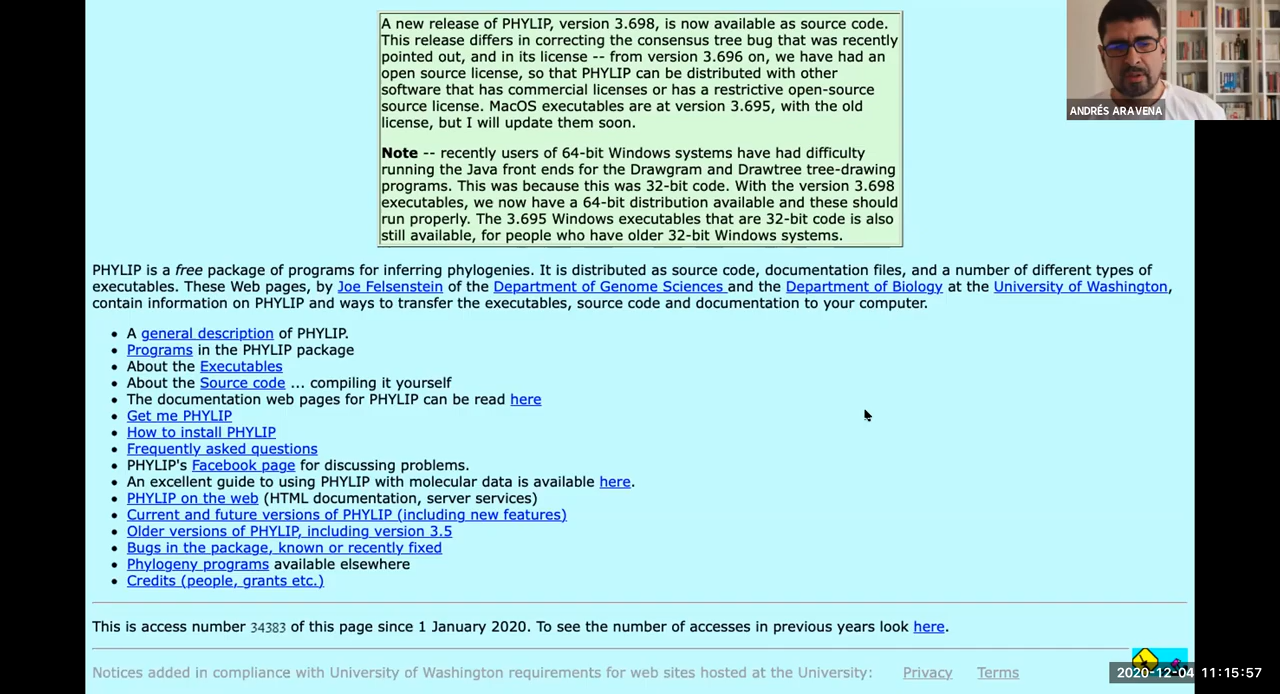 A new release of PHYLIP, version 3.698, is now available as source code.
This release differs in correcting the consensus tree bug that was recently
pointed out, and in its license -- from version 3.696 on, we have had an
open source license, so that PHYLIP can be distributed with other
software that has commercial licenses or has a restrictive open-source
source license. MacOS executables are at version 3.695, with the old
license, but I will update them soon.
Note -- recently users of 64-bit Windows systems have had difficulty
running the Java front ends for the Drawgram and Drawtree tree-drawing
programs. This was because this was 32-bit code. With the version 3.698
executables, we now have a 64-bit distribution available and these should
run properly. The 3.695 Windows executables that are 32-bit code is also
still available, for people who have older 32-bit Windows systems.
ANDRÉS ARAVENA
PHYLIP is a free package of programs for inferring phylogenies. It is distributed as source code, documentation files, and a number of different types of
executables. These Web pages, by Joe Felsenstein of the Department of Genome Sciences and the Department of Biology at the University of Washington,
contain information on PHYLIP and ways to transfer the executables, source code and documentation to your computer.
• A general description of PHYLIP.
• Programs in the PHYLIP package
• About the Executables
• About the Source code ... compiling it yourself
• The documentation web pages for PHYLIP can be read here
• Get me PHYLIP
• How to install PHYLIP
• Frequently asked questions
• PHYLIP's Facebook page for discussing problems.
• An excellent guide to using PHYLIP with molecular data is available here.
• PHYLIP on the web (HTML documentation, server services)
• Current and future versions of PHYLIP (including new features)
• Older versions of PHYLIP, including version 3.5
• Bugs in the package, known or recently fixed
• Phylogeny programs available elsewhere
• Credits (people, grants etc.)
This is access number 34383 of this page since 1 January 2020. To see the number of accesses in previous years look here.
Notices added in compliance with University of Washington requirements for web sites hosted at the University: Privacy Terms
2020-12-04 11:15:57